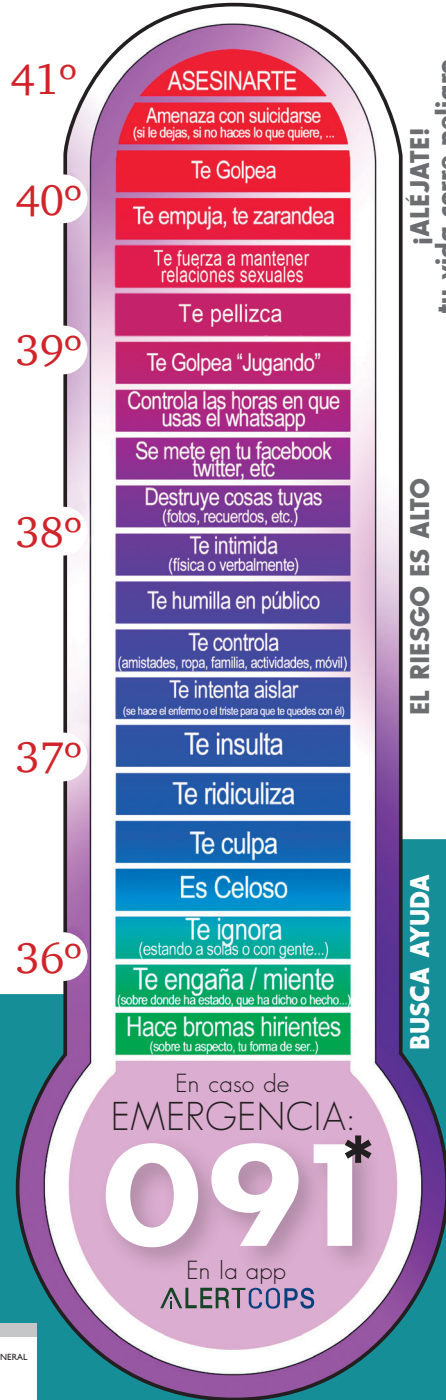 41º
ASESINARTE
Amenaza con suicidarse
(si le dejas, si no haces lo que quiere, ...
Te Golpea
40º
Te empuja, te zarandea
Te fuerza a mantener
relaciones sexuales
Te pellizca
39º
Te Golpea “Jugando”
Controla las horas en que
usas el whatsapp
Se mete en tu facebook
twitter, etc
Destruye cosas tuyas
(fotos, recuerdos, etc.)
38º
Te intimida
(física o verbalmente)
Te humilla en público
Te controla
(amistades, ropa, familia, actividades, móvil)
Te intenta aislar
(se hace el enfermo o el triste para que te quedes con él)
37º
Te insulta
Te ridiculiza
Te culpa
Es Celoso
36º
Te ignora
(estando a solas o con gente...)
Te engaña / miente
(sobre donde ha estado, que ha dicho o hecho...)
Hace bromas hirientes
(sobre tu aspecto, tu forma de ser..)
En caso de
EMERGENCIA:
091*
En la app
ALERTCOPS
¡ALÉJATE!
tu vida corre peligro
EL RIESGO ES ALTO
BUSCA AYUDA
NERAL